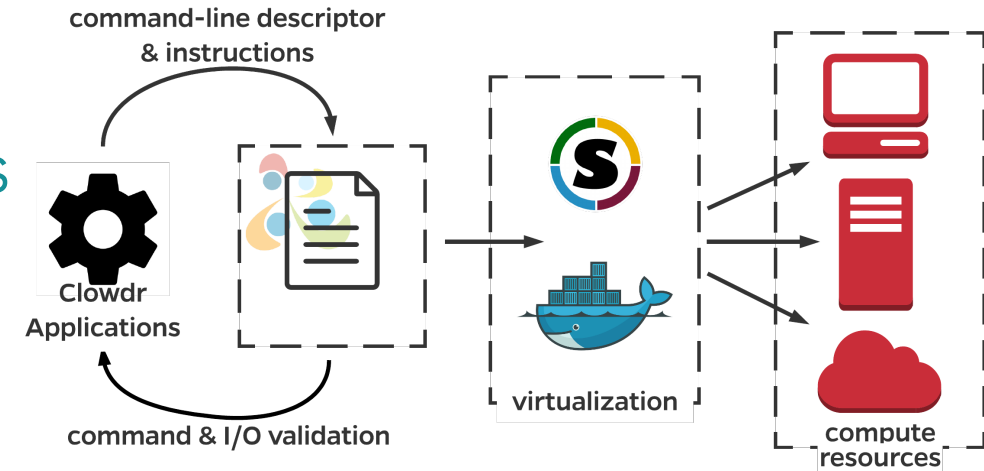 command-line descriptor
& instructions
S
S
Clowdr
Applications
virtualization
command & I/O validation
compute
resources